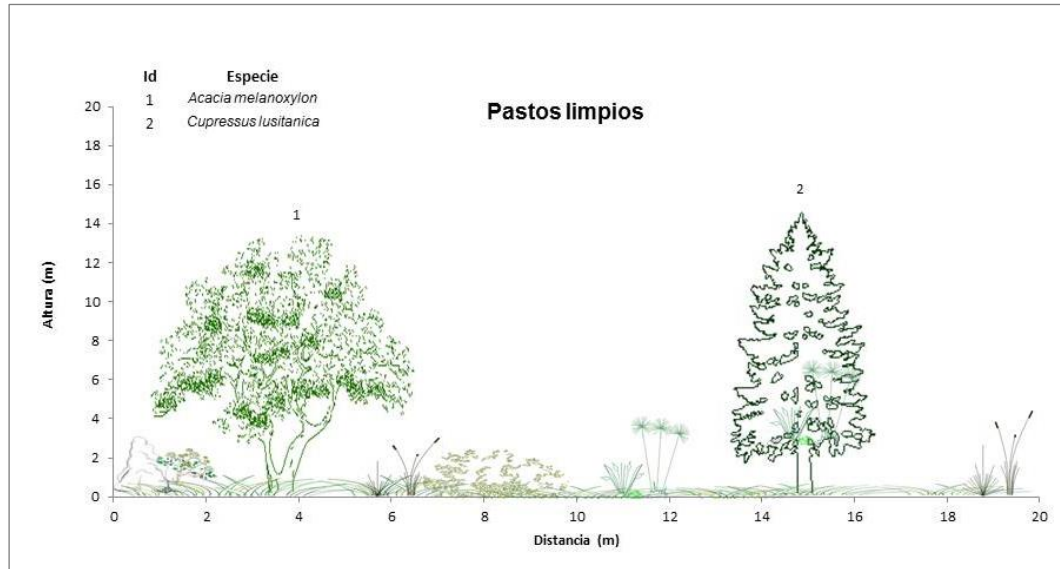 Id Especie
1 Acacia melanoxylon
2 Cupressus lusitanica
Pastos limpios
Altura (m)
20
18
16
14
12
10
8
6
4
2
0
1
2
0 2 4 6 8 10 12 14 16 18 20
Distancia (m)